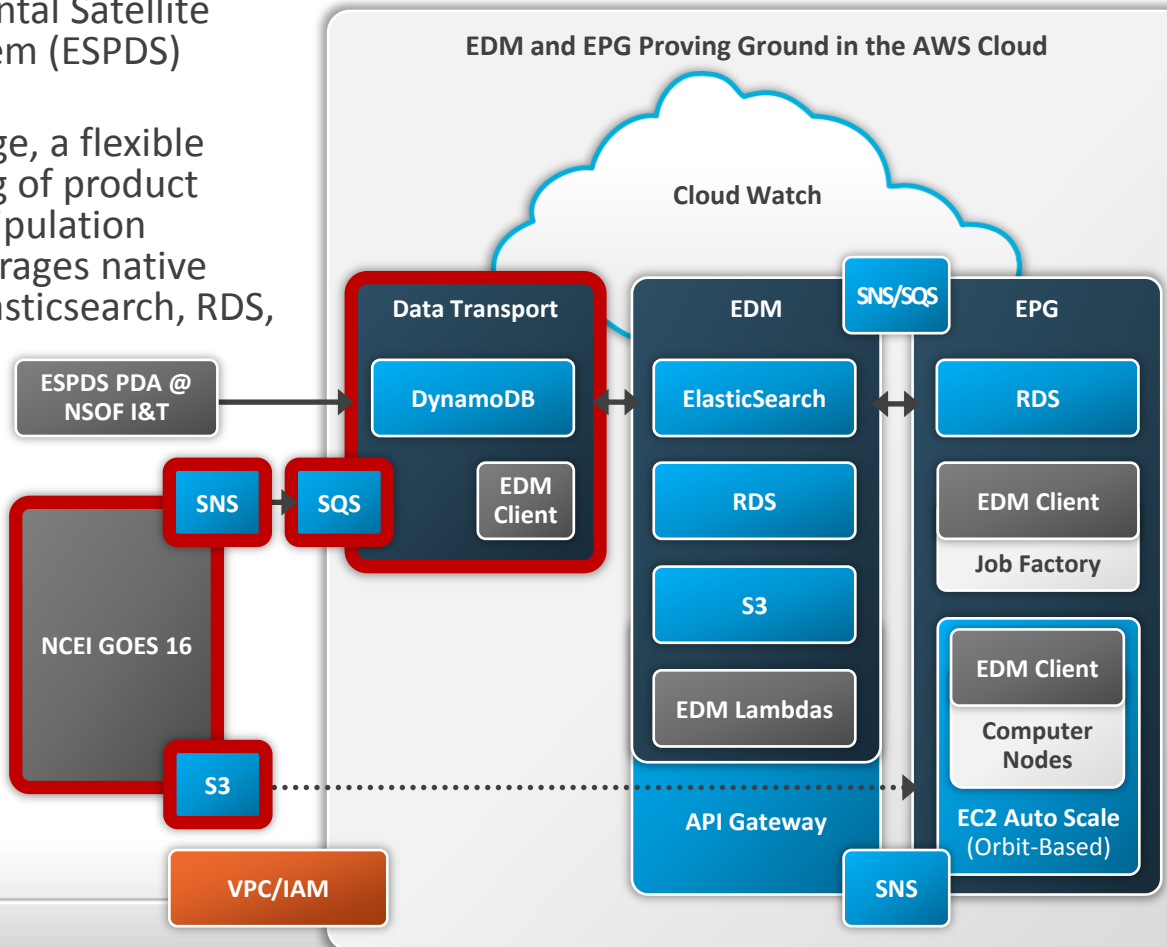 ntal Satellite
em (ESPDS)
ge, a flexible
g of product
ipulation
rages native
asticsearch, RDS,
EDM and EPG Proving Ground in the AWS Cloud
Cloud Watch
ESPDS PDA @
NSOF I&T
NCEI GOES 16
SNS
SQS
S3
VPC/IAM
Data Transport
DynamoDB
EDM
Client
EDM
ElasticSearch
RDS
S3
EDM Lambdas
API Gateway
SNS/SQS
SNS
EPG
RDS
EDM Client
Job Factory
EDM Client
Computer
Nodes
EC2 Auto Scale
(Orbit-Based)